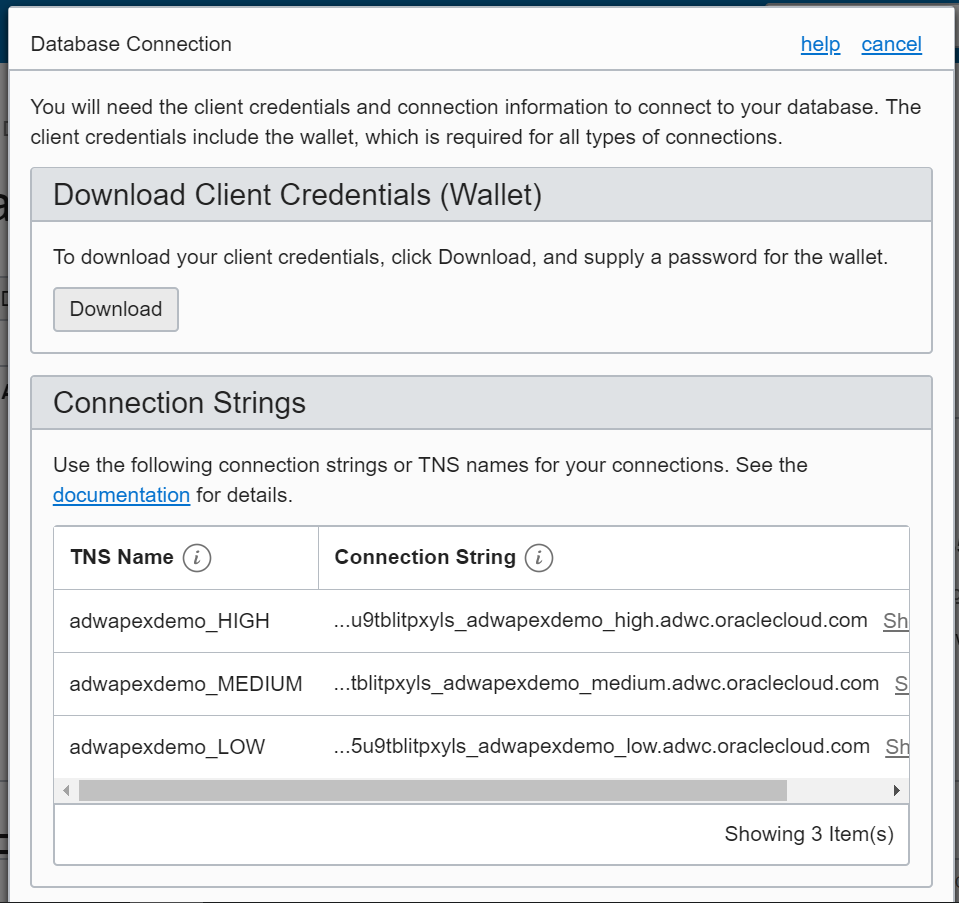 Database Connection help cancel
You will need the client credentials and connection information to connect to your database. The
client credentials include the wallet, which is required for all types of connections.
Download Client Credentials (Wallet)
To download your client credentials, click Download, and supply a password for the wallet.
Download
Connection Strings
Use the following connection strings or TNS names for your connections. See the
documentation for details.
TNS Name i Connection String i
adwapexdemo_HIGH ...u9tblitpxyls_adwapexdemo_high.adwc.oraclecloud.com Sh
adwapexdemo_MEDIUM ...tblitpxyls_adwapexdemo_medium.adwc.oraclecloud.com S
adwapexdemo_LOW ...5u9tblitpxyls_adwapexdemo_low.adwc.oraclecloud.com Sh
Showing 3 Item(s)